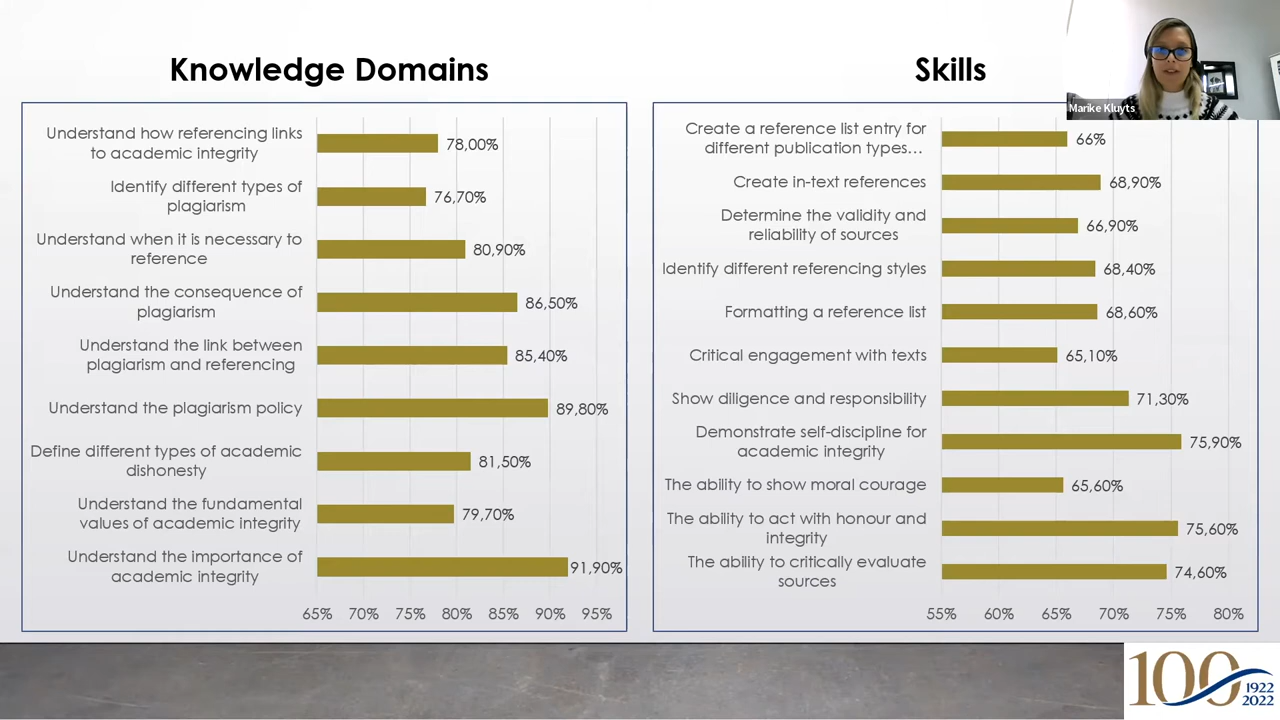 Knowledge Domains
Understand how referencing links
to academic integrity
78,00%
Identify different types of
plagiarism
76,70%
Understand when it is necessary to
reference
80,90%
Understand the consequence of
plagiarism
86,50%
Understand the link between
plagiarism and referencing
85,40%
Understand the plagiarism policy
89,80%
Define different types of academic
dishonesty
81,50%
Understand the fundamental
values of academic integrity
79,70%
Understand the importance of
academic integrity
91,90%
65% 70% 75% 80% 85% 90% 95%
Skills
Marike Kluyts
Create a reference list entry for
different publication types…
66%
Create in-text references
68,90%
Determine the validity and
reliability of sources
66,90%
Identify different referencing styles
68,40%
Formatting a reference list
68,60%
Critical engagement with texts
65,10%
Show diligence and responsibility
71,30%
Demonstrate self-discipline for
academic integrity
75,90%
The ability to show moral courage
65,60%
The ability to act with honour and
integrity
75,60%
The ability to critically evaluate
sources
74,60%
55% 60% 65% 70% 75% 80%
100
1922
2022